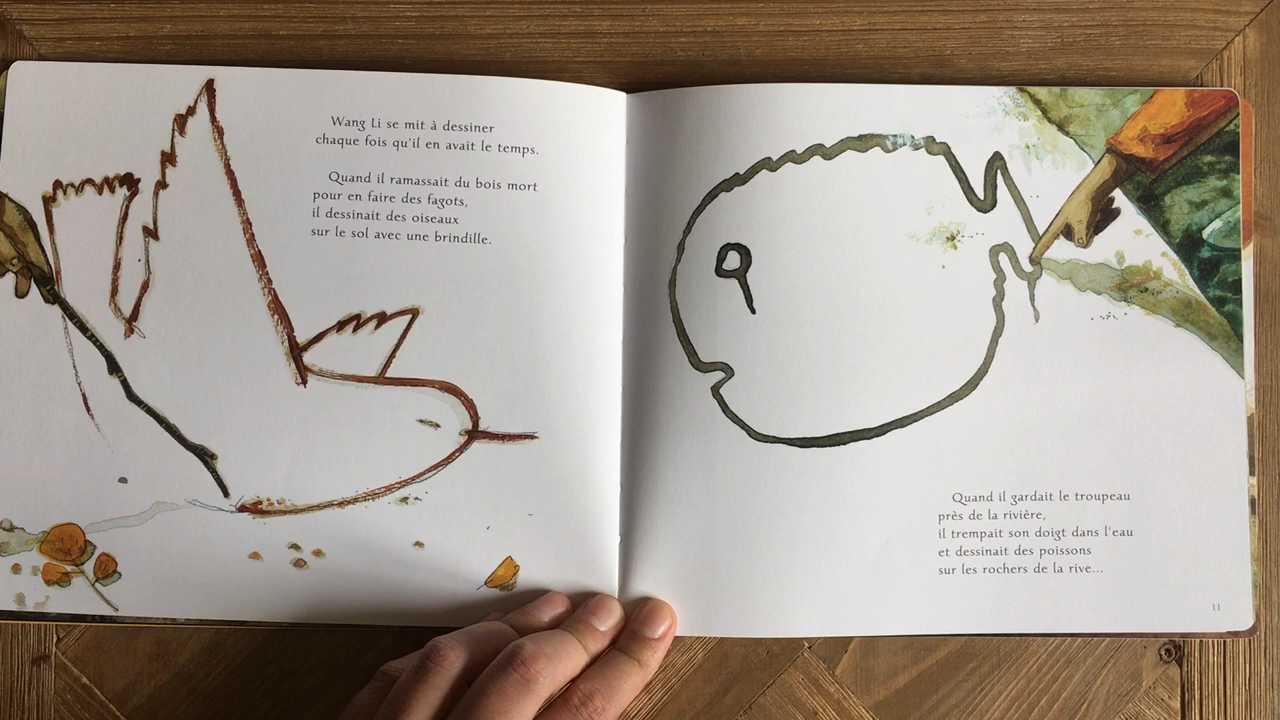 Wang Li se mit à dessiner
chaque fois qu'il en avait le temps.
Quand il ramassait du bois mort
pour en faire des fagots,
il dessinait des oiseaux
sur le sol avec une brindille.
Quand il gardait le troupeau
près de la rivière,
il trempait son doigt dans l'eau
et dessinait des poissons
sur les rochers de la rive...
11